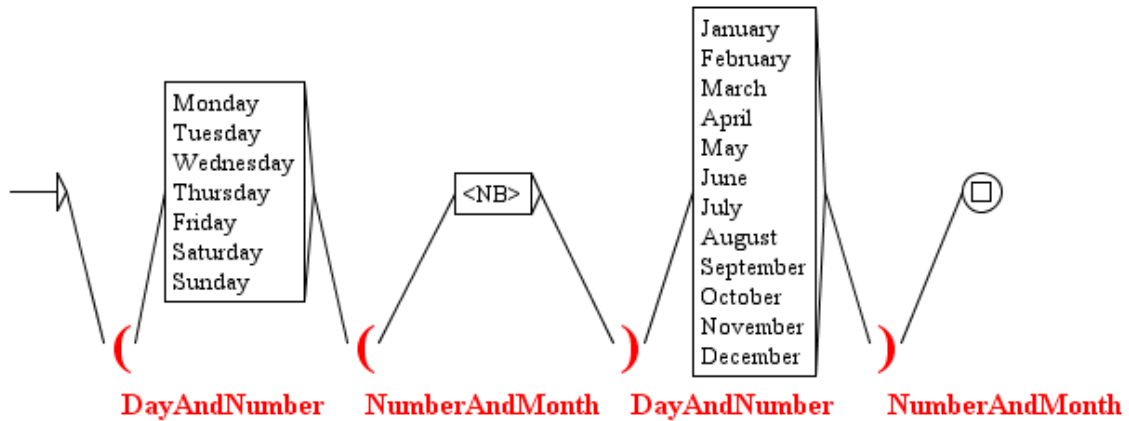 Monday
Tuesday
Wednesday
Thursday
Friday
Saturday
Sunday
(
DayAndNumber
(
NumberAndMonth
<NB>
)
DayAndNumber
January
February
March
April
May
June
July
August
September
October
November
December
)
NumberAndMonth